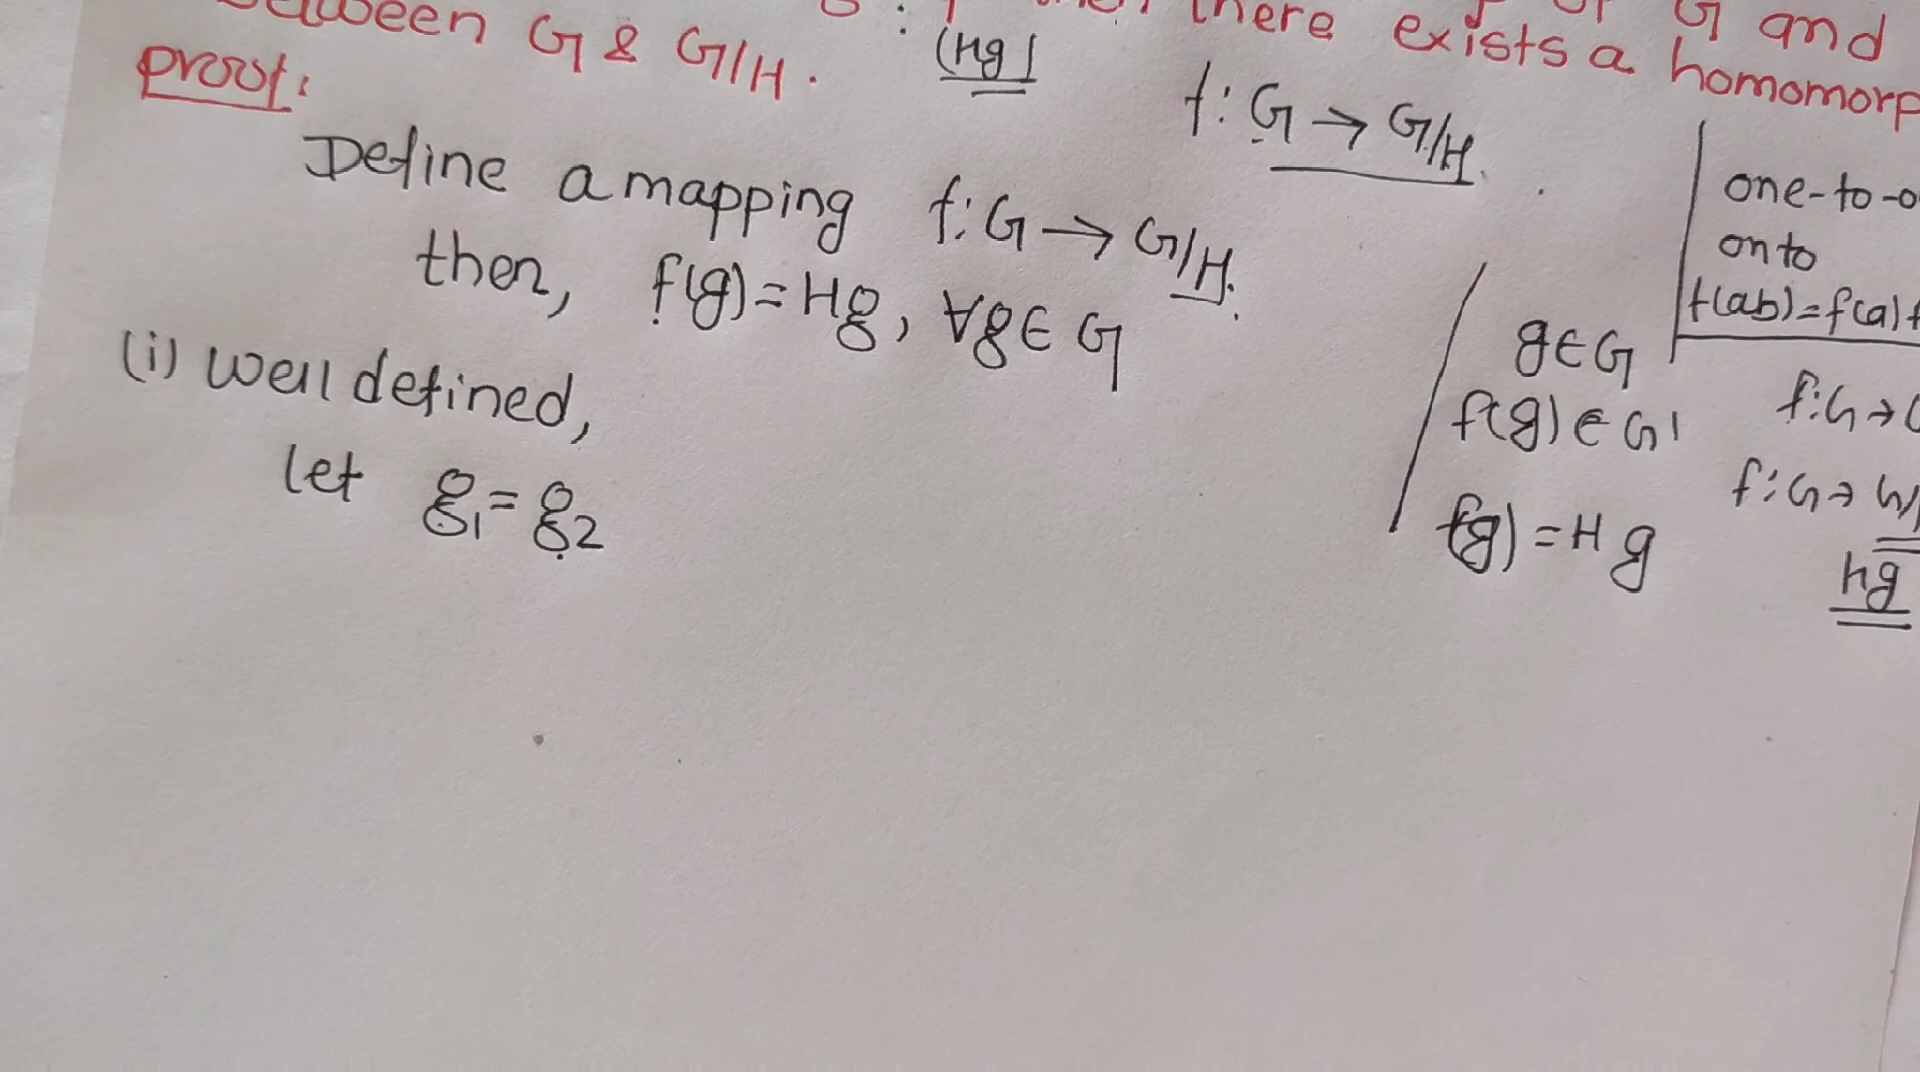 there exists a homomorp
between G & G/H.
G and
(Hg)
proof:
f: G → G/H.
Define a mapping f: G → G/H.
then, f(g) = Hg, ∀g ∈ G
(i) well defined,
let g₁ = g₂
one-to-o
onto
f(ab) = f(a) f
g ∈ G
f(g) ∈ G'
f(g) = Hg
f: G →
f: G →
hg